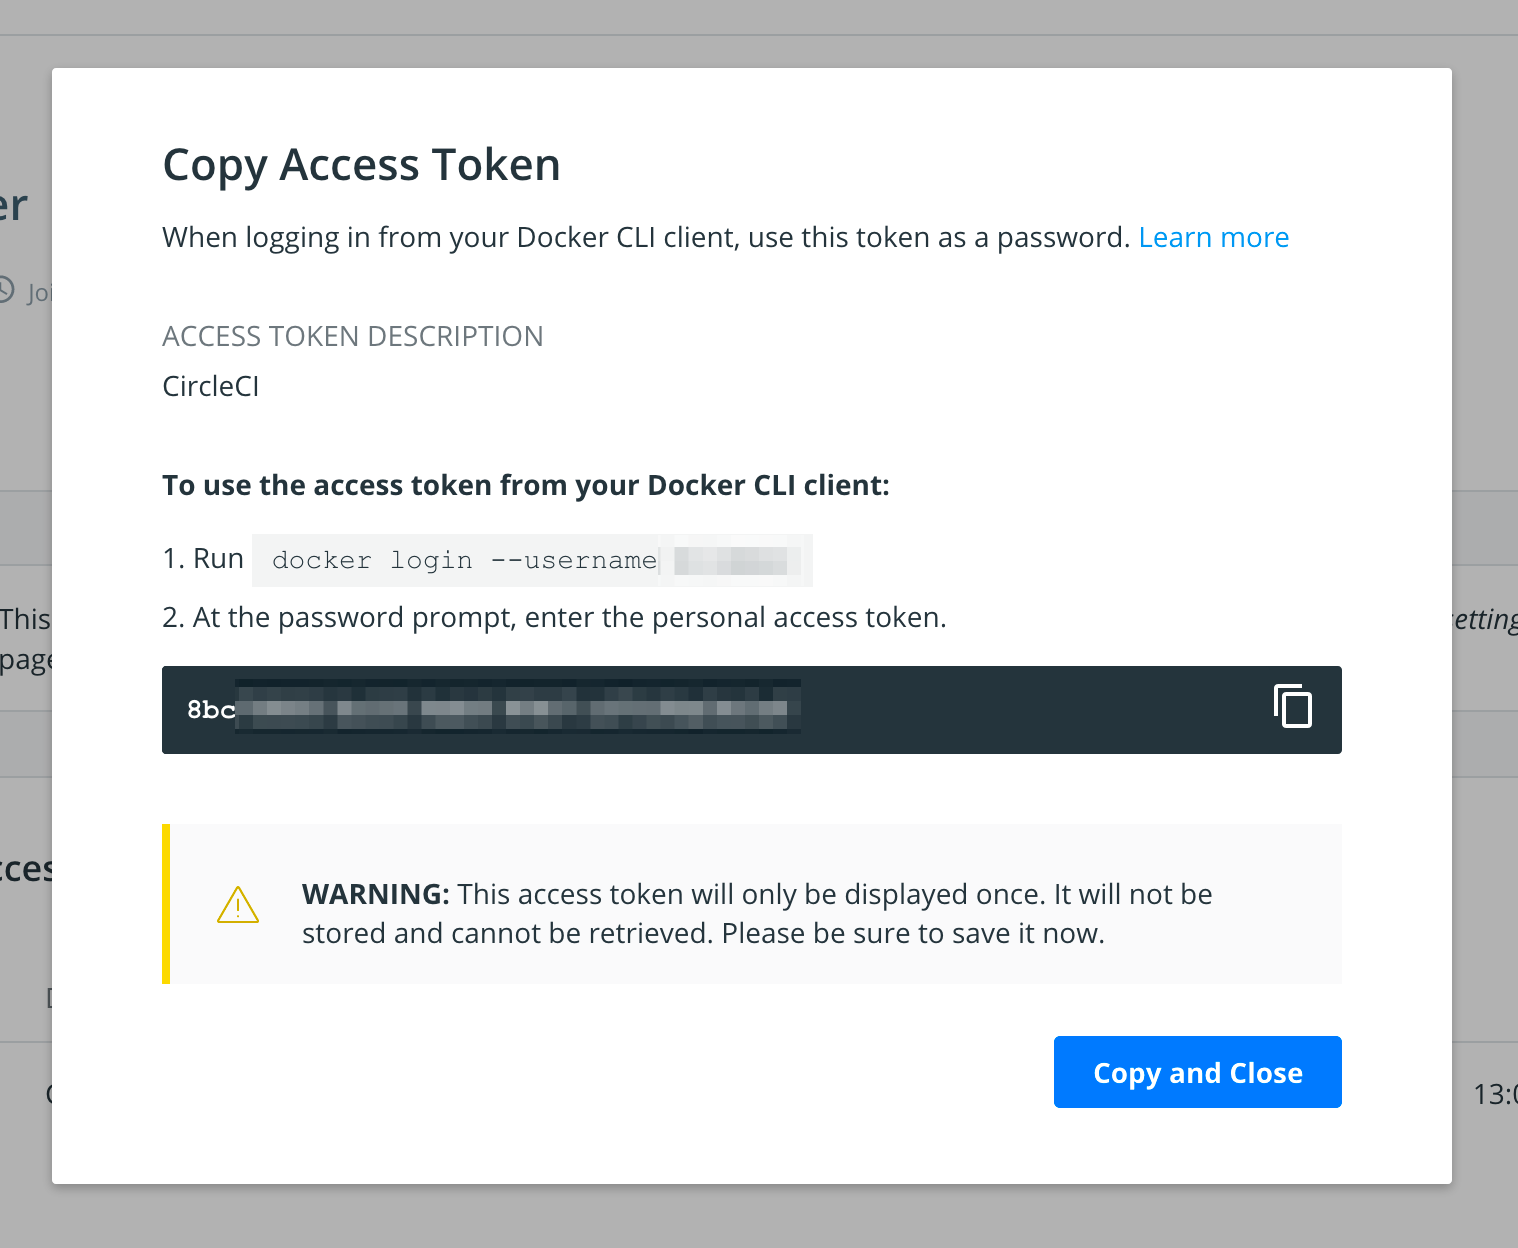 Copy Access Token
er
When logging in from your Docker CLI client, use this token as a password. Learn more
Joi
ACCESS TOKEN DESCRIPTION
CircleCI
To use the access token from your Docker CLI client:
1. Run docker login --username
2. At the password prompt, enter the personal access token.
This
etting
page
8bc
cces
WARNING: This access token will only be displayed once. It will not be
stored and cannot be retrieved. Please be sure to save it now.
Copy and Close
13:0